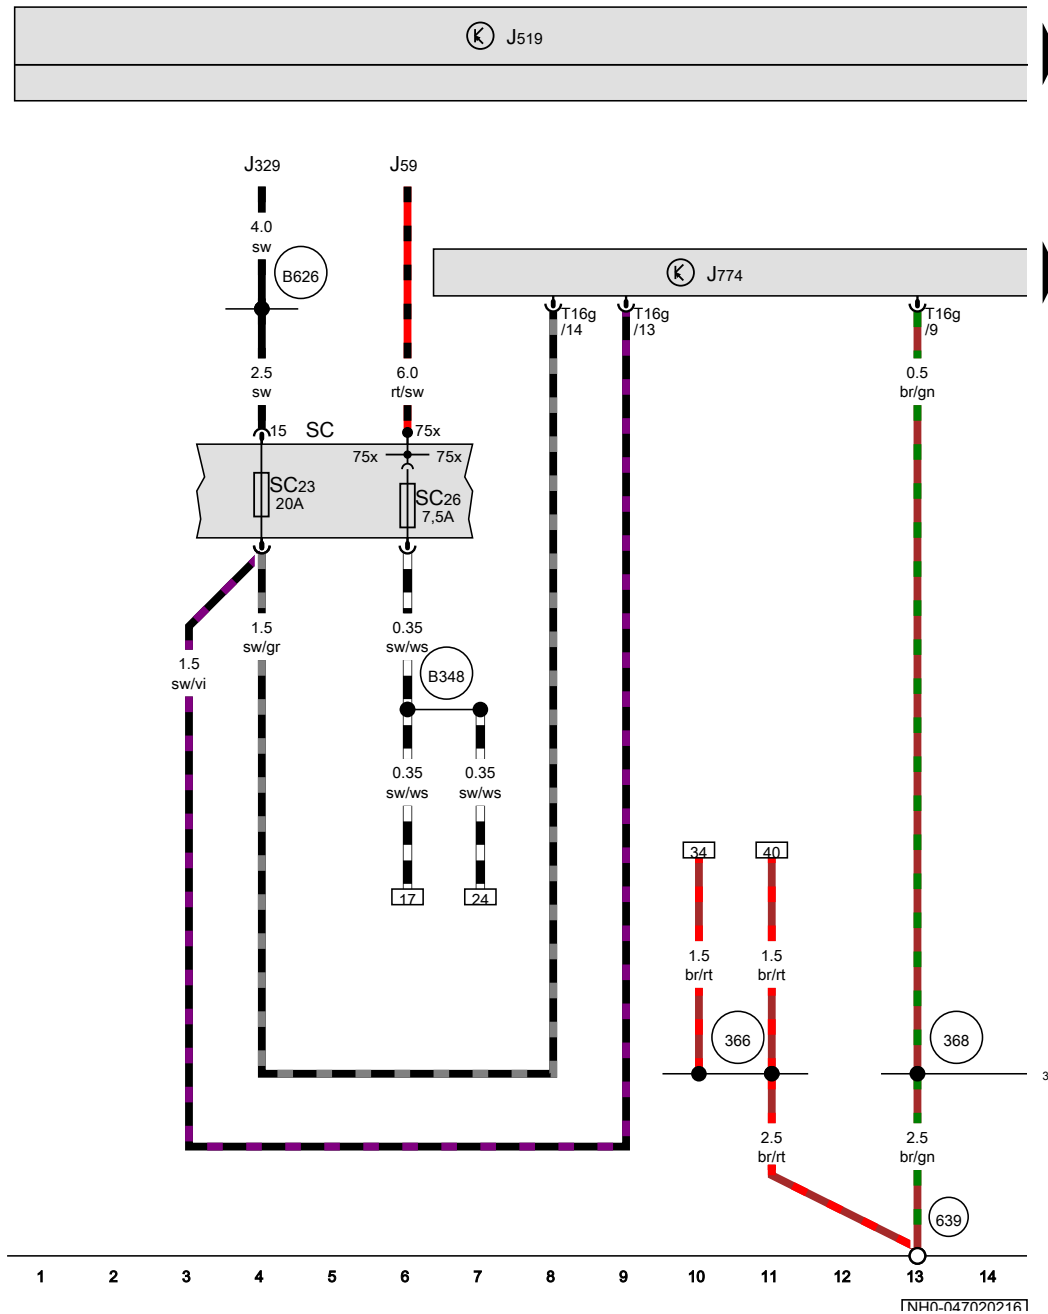 J519
J329
J59
4.0
sw
B626
J774
T16g
/14
T16g
/13
T16g
/9
2.5
sw
6.0
rt/sw
0.5
br/gn
15
SC
75x
75x
75x
SC23
20A
SC26
7,5A
1.5
sw/gr
0.35
sw/ws
1.5
sw/vi
B348
0.35
sw/ws
0.35
sw/ws
34
40
17
24
1.5
br/rt
1.5
br/rt
366
368
3
2.5
br/rt
2.5
br/gn
639
1 2 3 4 5 6 7 8 9 10 11 12 13 14
NH0-047020216